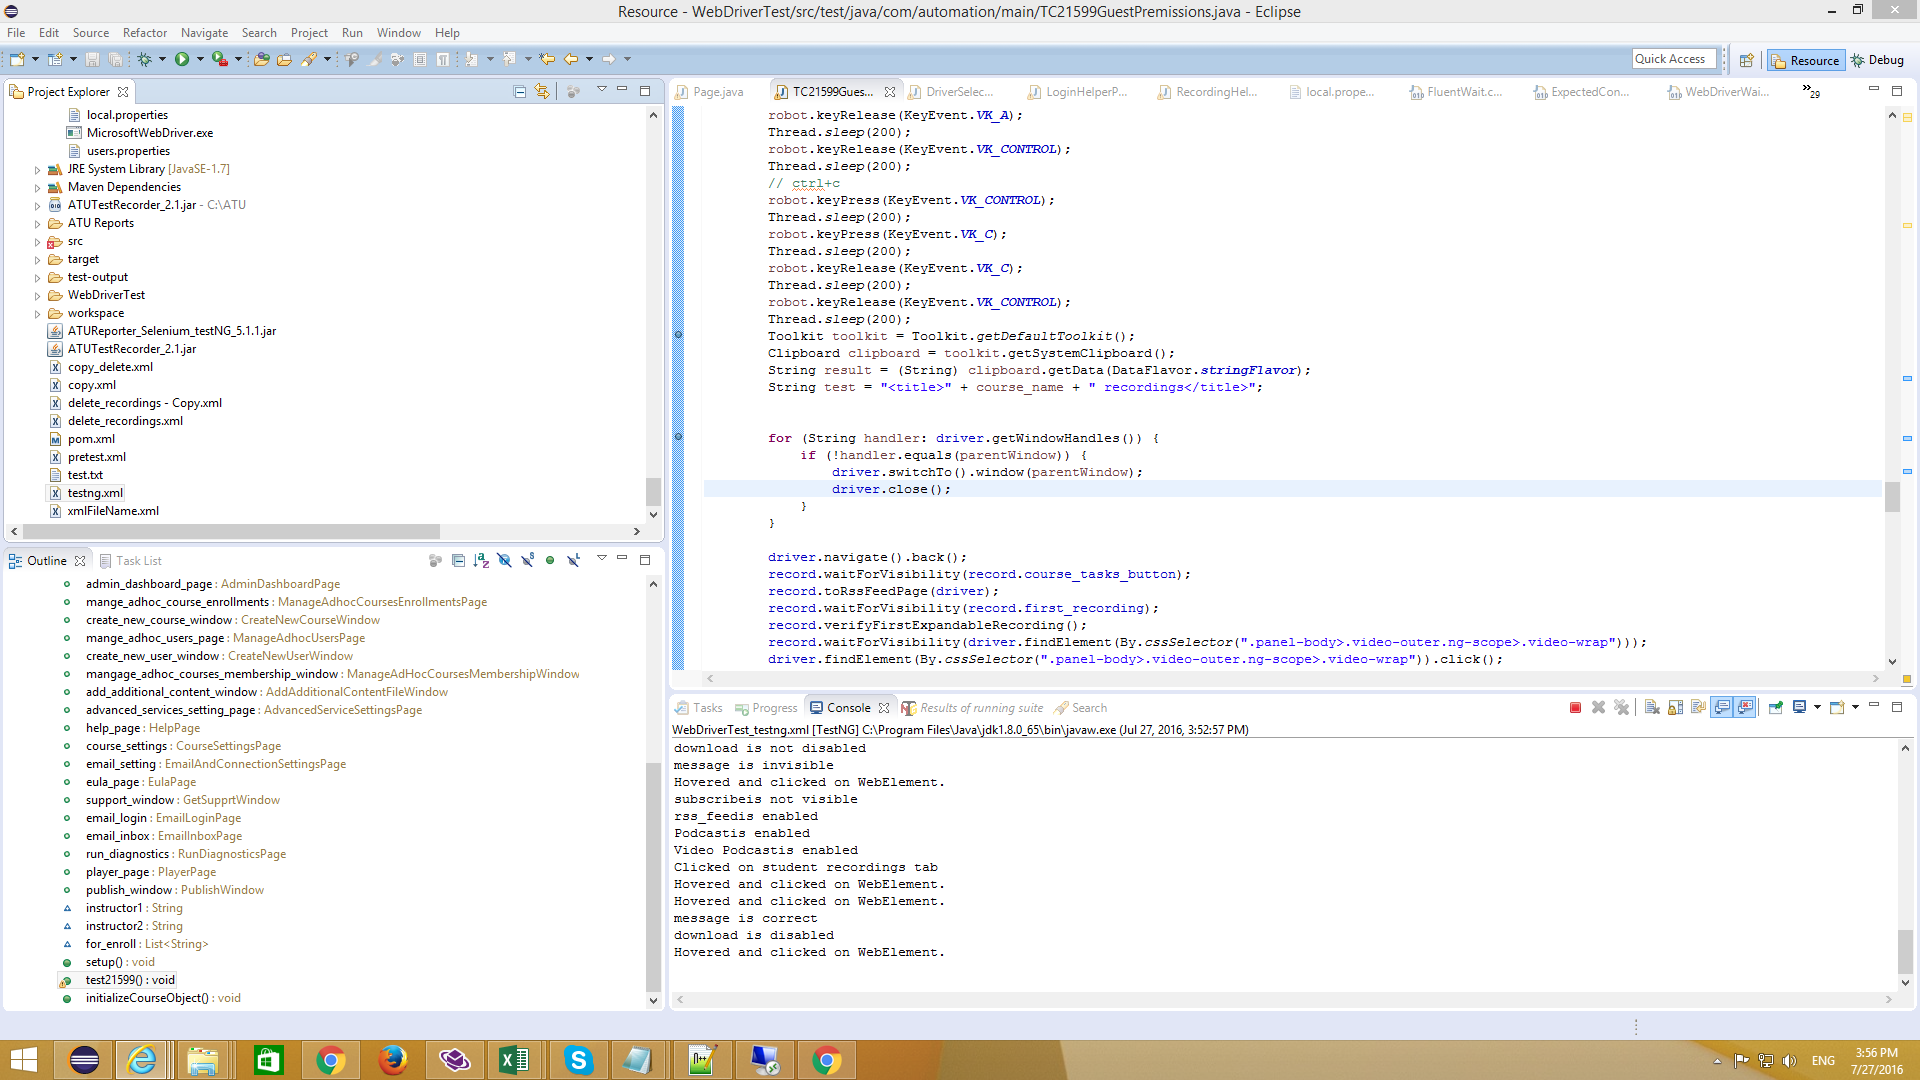 Resource - WebDriverTest/src/test/java/com/automation/main/TC21599GuestPremissions.java - Eclipse
File Edit Source Refactor Navigate Search Project Run Window Help
Quick Access
Resource
Debug
Project Explorer
local.properties
MicrosoftWebDriver.exe
users.properties
JRE System Library [JavaSE-1.7]
Maven Dependencies
ATUTestRecorder_2.1.jar - C:\ATU
ATU Reports
src
target
test-output
WebDriverTest
workspace
ATUReporter_Selenium_testNG_5.1.1.jar
ATUTestRecorder_2.1.jar
copy_delete.xml
copy.xml
delete_recordings - Copy.xml
delete_recordings.xml
pom.xml
pretest.xml
test.txt
testng.xml
xmlFileName.xml
Outline
Task List
admin_dashboard_page : AdminDashboardPage
mange_adhoc_course_enrollments : ManageAdhocCoursesEnrollmentsPage
create_new_course_window : CreateNewCourseWindow
mange_adhoc_users_page : ManageAdhocUsersPage
create_new_user_window : CreateNewUserWindow
mangage_adhoc_courses_membership_window : ManageAdHocCoursesMembershipWindow
add_additional_content_window : AddAdditionalContentFileWindow
advanced_services_setting_page : AdvancedServiceSettingsPage
help_page : HelpPage
course_settings : CourseSettingsPage
email_setting : EmailAndConnectionSettingsPage
eula_page : EulaPage
support_window : GetSupprtWindow
email_login : EmailLoginPage
email_inbox : EmailInboxPage
run_diagnostics : RunDiagnosticsPage
player_page : PlayerPage
publish_window : PublishWindow
instructor1 : String
instructor2 : String
for_enroll : List<String>
setup() : void
test21599() : void
initializeCourseObject() : void
Page.java TC21599Gues... DriverSelec... LoginHelperP... RecordingHel... local.prope... FluentWait.c... ExpectedCon... WebDriverWai... »29
robot.keyRelease(KeyEvent.VK_A);
Thread.sleep(200);
robot.keyRelease(KeyEvent.VK_CONTROL);
Thread.sleep(200);
// ctrl+c
robot.keyPress(KeyEvent.VK_CONTROL);
Thread.sleep(200);
robot.keyPress(KeyEvent.VK_C);
Thread.sleep(200);
robot.keyRelease(KeyEvent.VK_C);
Thread.sleep(200);
robot.keyRelease(KeyEvent.VK_CONTROL);
Thread.sleep(200);
Toolkit toolkit = Toolkit.getDefaultToolkit();
Clipboard clipboard = toolkit.getSystemClipboard();
String result = (String) clipboard.getData(DataFlavor.stringFlavor);
String test = "<title>" + course_name + " recordings</title>";
for (String handler: driver.getWindowHandles()) {
if (!handler.equals(parentWindow)) {
driver.switchTo().window(parentWindow);
driver.close();
}
}
driver.navigate().back();
record.waitForVisibility(record.course_tasks_button);
record.toRssFeedPage(driver);
record.waitForVisibility(record.first_recording);
record.verifyFirstExpandableRecording();
record.waitForVisibility(driver.findElement(By.cssSelector(".panel-body>.video-outer.ng-scope>.video-wrap")));
driver.findElement(By.cssSelector(".panel-body>.video-outer.ng-scope>.video-wrap")).click();
Tasks Progress Console Results of running suite Search
WebDriverTest_testng.xml [TestNG] C:\Program Files\Java\jdk1.8.0_65\bin\javaw.exe (Jul 27, 2016, 3:52:57 PM)
download is not disabled
message is invisible
Hovered and clicked on WebElement.
subscribeis not visible
rss_feedis enabled
Podcastis enabled
Video Podcastis enabled
Clicked on student recordings tab
Hovered and clicked on WebElement.
Hovered and clicked on WebElement.
message is correct
download is disabled
Hovered and clicked on WebElement.
ENG
3:56 PM
7/27/2016